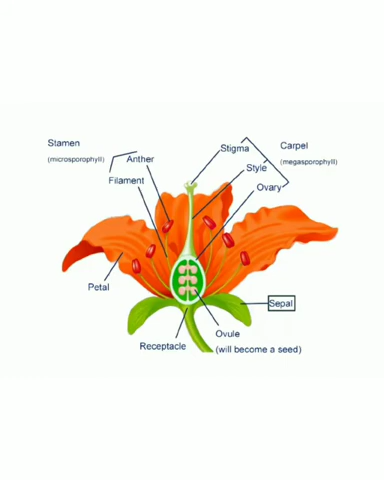 Stamen
(microsporophyll)
Anther
Filament
Stigma
Style
Ovary
Carpel
(megasporophyll)
Petal
Sepal
Receptacle
Ovule
(will become a seed)